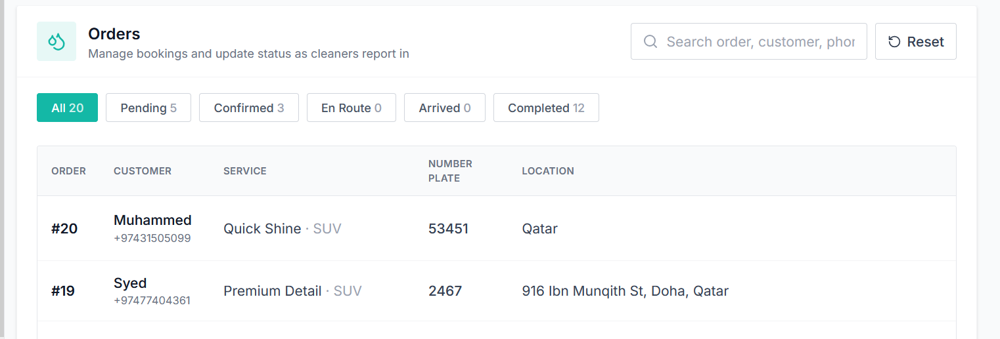 Orders
Manage bookings and update status as cleaners report in
Search order, customer, phor
Reset
All 20
Pending 5
Confirmed 3
En Route 0
Arrived 0
Completed 12
ORDER CUSTOMER SERVICE NUMBER PLATE LOCATION
#20 Muhammed Quick Shine · SUV 53451 Qatar
+97431505099
#19 Syed Premium Detail · SUV 2467 916 Ibn Munqith St, Doha, Qatar
+97477404361